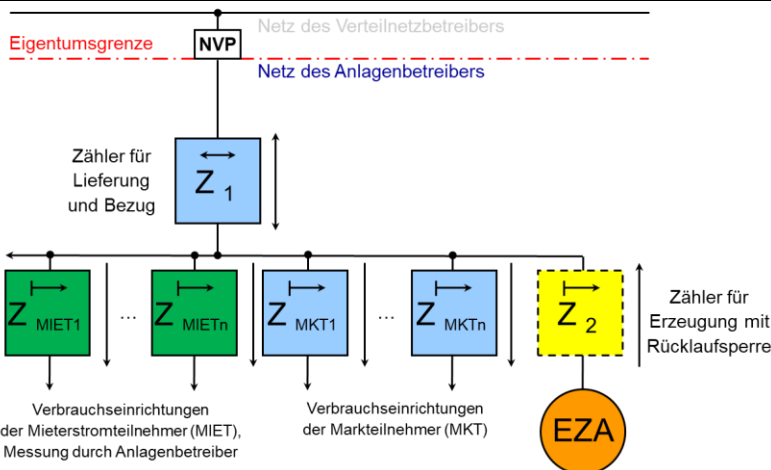 Netz des Verteilnetzbetreibers
Eigentumsgrenze
NVP
Netz des Anlagenbetreibers
Zähler für
Lieferung
und Bezug
Z 1
Z MIET1
...
Z MIETn
Z MKT1
...
Z MKTn
Z 2
Zähler für
Erzeugung mit
Rücklaufsperre
Verbrauchseinrichtungen
der Mieterstromteilnehmer (MIET),
Messung durch Anlagenbetreiber
Verbrauchseinrichtungen
der Markteilnehmer (MKT)
EZA